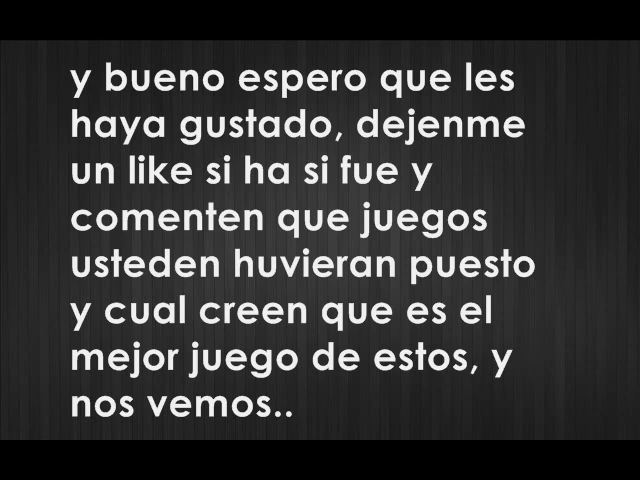 y bueno espero que les
haya gustado, dejenme
un like si ha si fue y
comenten que juegos
usteden huvieran puesto
y cual creen que es el
mejor juego de estos, y
nos vemos..